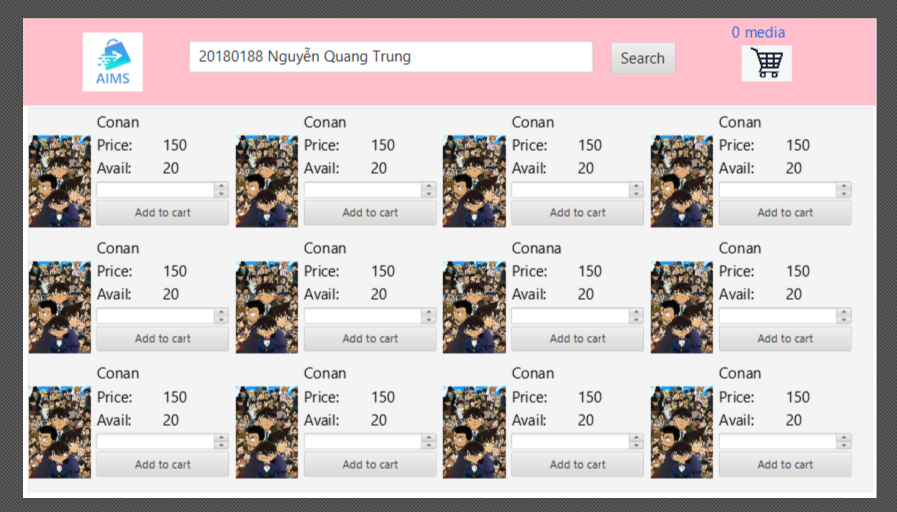 0 media
AIMS
20180188 Nguyễn Quang Trung
Search
Conan Conan Conan Conan
Price: 150 Price: 150 Price: 150 Price: 150
Avail: 20 Avail: 20 Avail: 20 Avail: 20
Add to cart Add to cart Add to cart Add to cart
Conan Conan Conana Conan
Price: 150 Price: 150 Price: 150 Price: 150
Avail: 20 Avail: 20 Avail: 20 Avail: 20
Add to cart Add to cart Add to cart Add to cart
Conan Conan Conan Conan
Price: 150 Price: 150 Price: 150 Price: 150
Avail: 20 Avail: 20 Avail: 20 Avail: 20
Add to cart Add to cart Add to cart Add to cart